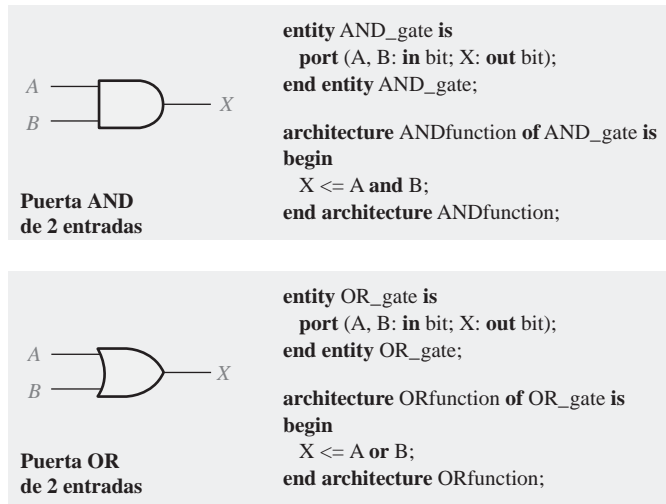 entity AND_gate is
port (A, B: in bit; X: out bit);
end entity AND_gate;
A
B
X
architecture ANDfunction of AND_gate is
begin
X <= A and B;
end architecture ANDfunction;
Puerta AND
de 2 entradas
entity OR_gate is
port (A, B: in bit; X: out bit);
end entity OR_gate;
A
B
X
architecture ORfunction of OR_gate is
begin
X <= A or B;
end architecture ORfunction;
Puerta OR
de 2 entradas